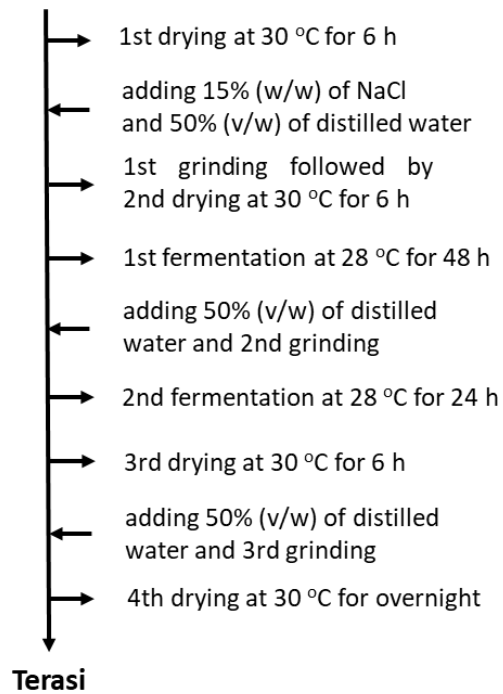 1st drying at 30 °C for 6 h
adding 15% (w/w) of NaCl
and 50% (v/w) of distilled water
1st grinding followed by
2nd drying at 30 °C for 6 h
1st fermentation at 28 °C for 48 h
adding 50% (v/w) of distilled
water and 2nd grinding
2nd fermentation at 28 °C for 24 h
3rd drying at 30 °C for 6 h
adding 50% (v/w) of distilled
water and 3rd grinding
4th drying at 30 °C for overnight
Terasi